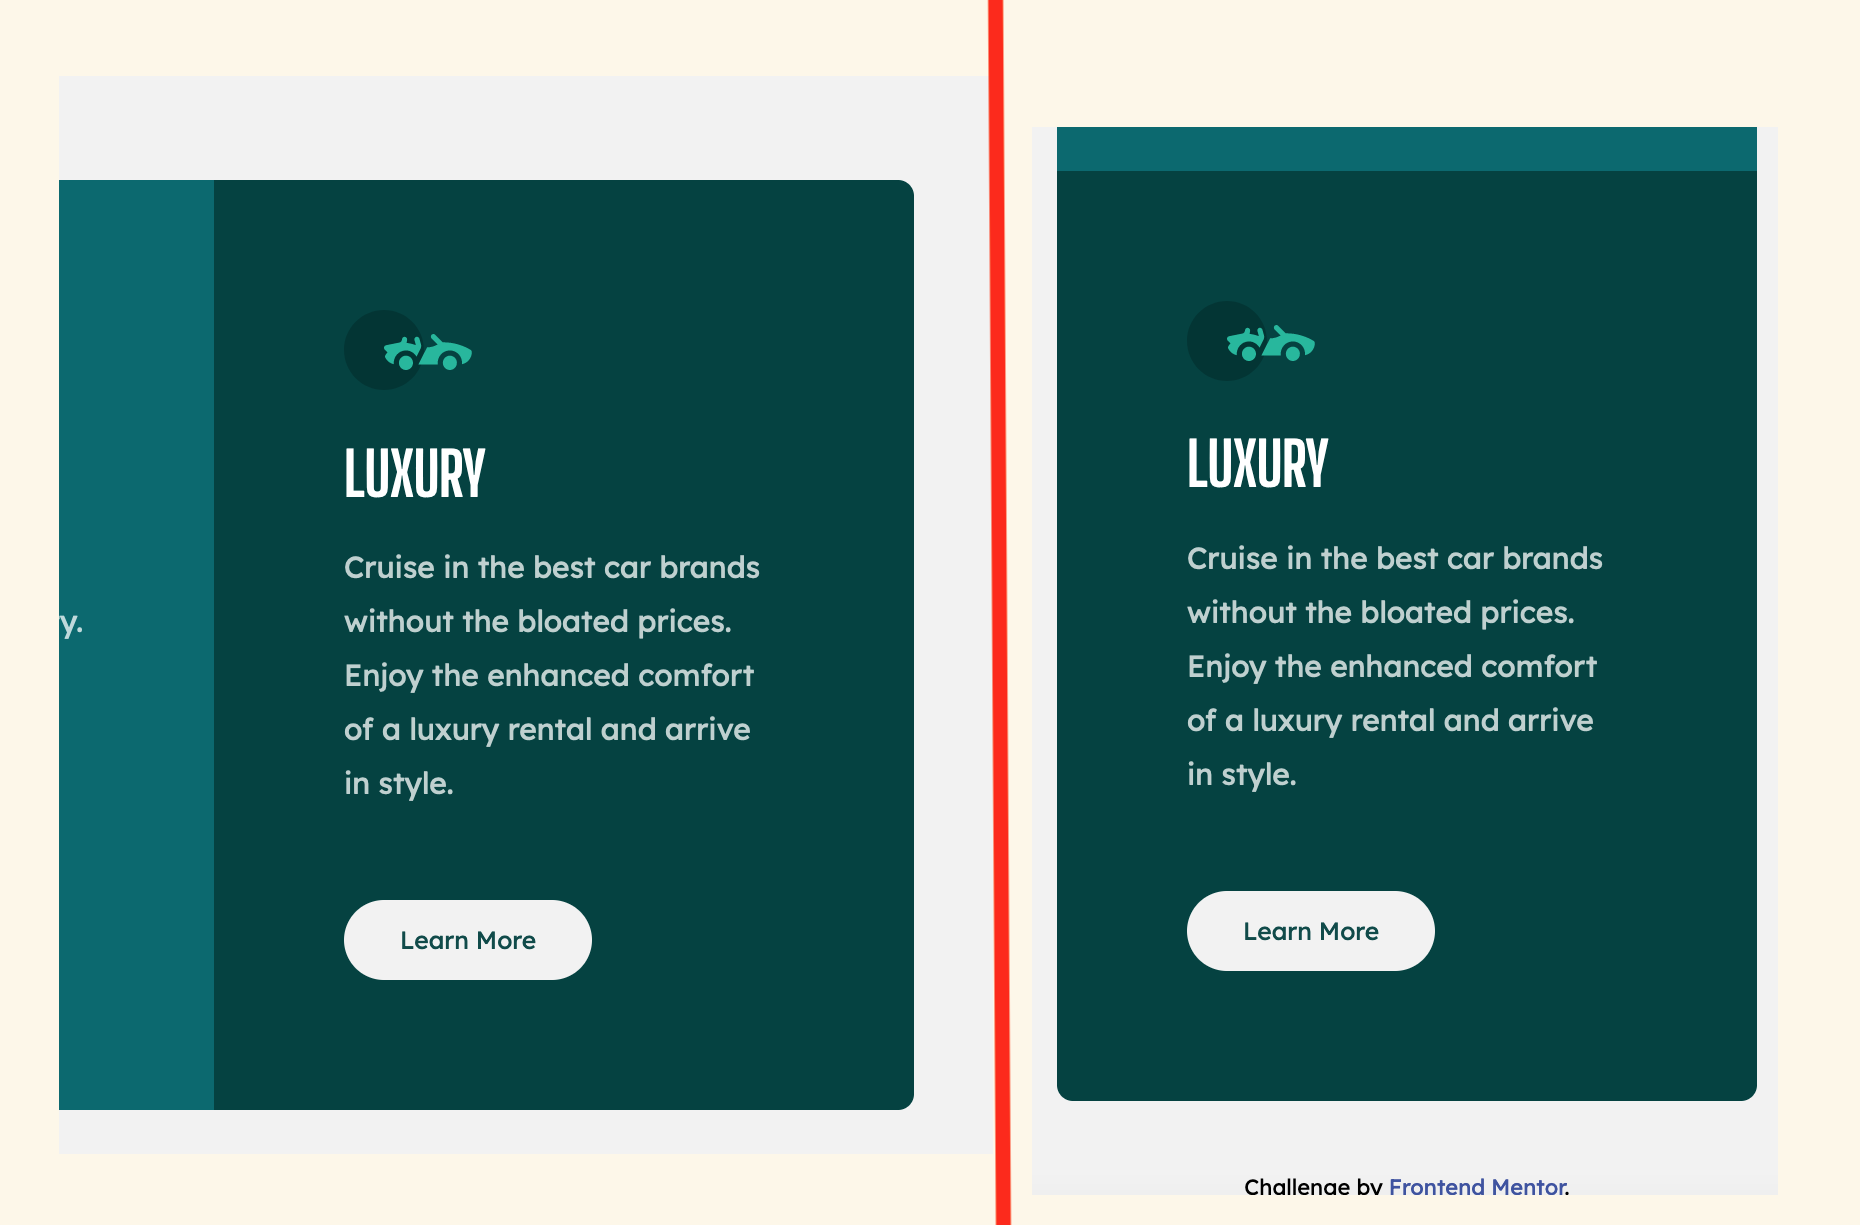 LUXURY
Cruise in the best car brands
y.
without the bloated prices.
Enjoy the enhanced comfort
of a luxury rental and arrive
in style.
Learn More
LUXURY
Cruise in the best car brands
without the bloated prices.
Enjoy the enhanced comfort
of a luxury rental and arrive
in style.
Learn More
Challenge by Frontend Mentor.